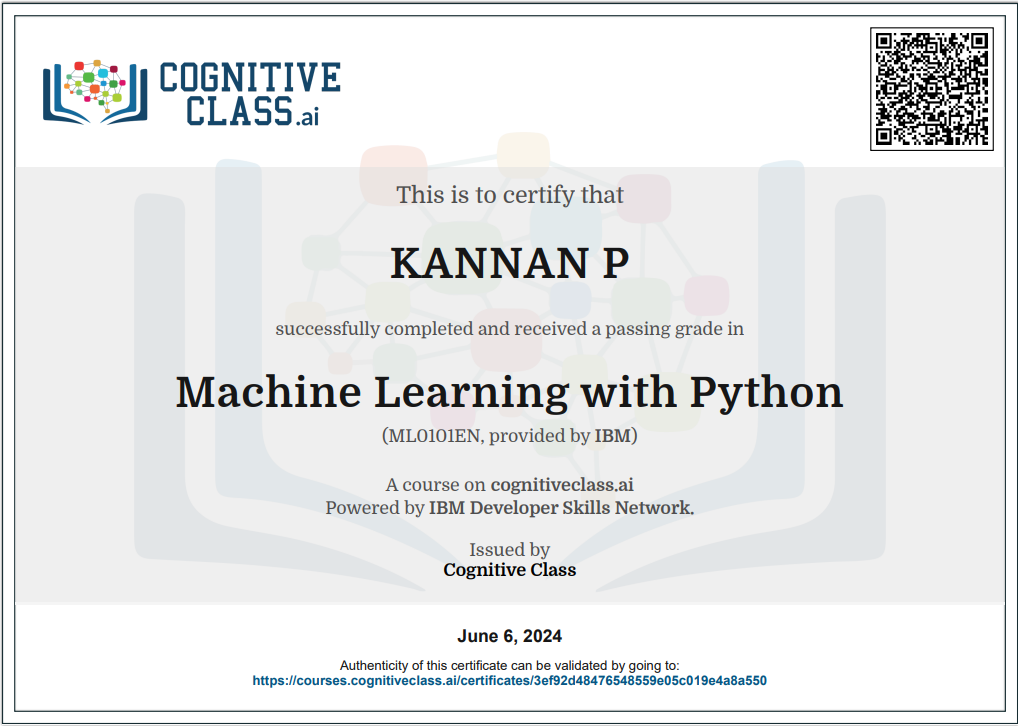 COGNITIVE
CLASS.ai
This is to certify that
KANNAN P
successfully completed and received a passing grade in
Machine Learning with Python
(ML0101EN, provided by IBM)
A course on cognitiveclass.ai
Powered by IBM Developer Skills Network.
Issued by
Cognitive Class
June 6, 2024
Authenticity of this certificate can be validated by going to:
https://courses.cognitiveclass.ai/certificates/3ef92d48476548559e05c019e4a8a550